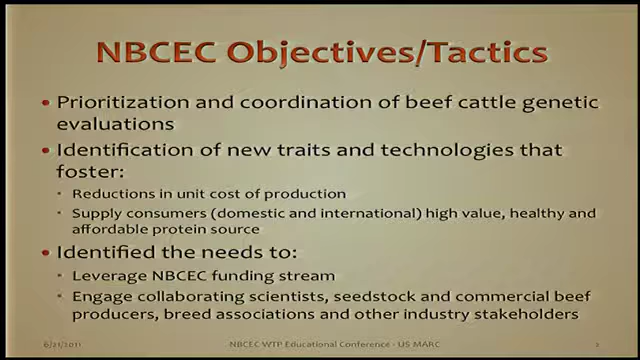 NBCEC Objectives/Tactics
• Prioritization and coordination of beef cattle genetic
evaluations
• Identification of new traits and technologies that
foster:
• Reductions in unit cost of production
• Supply consumers (domestic and international) high value, healthy and
affordable protein source
• Identified the needs to:
• Leverage NBCEC funding stream
• Engage collaborating scientists, seedstock and commercial beef
producers, breed associations and other industry stakeholders
6/21/2011 NBCEC WTP Educational Conference - US MARC 2